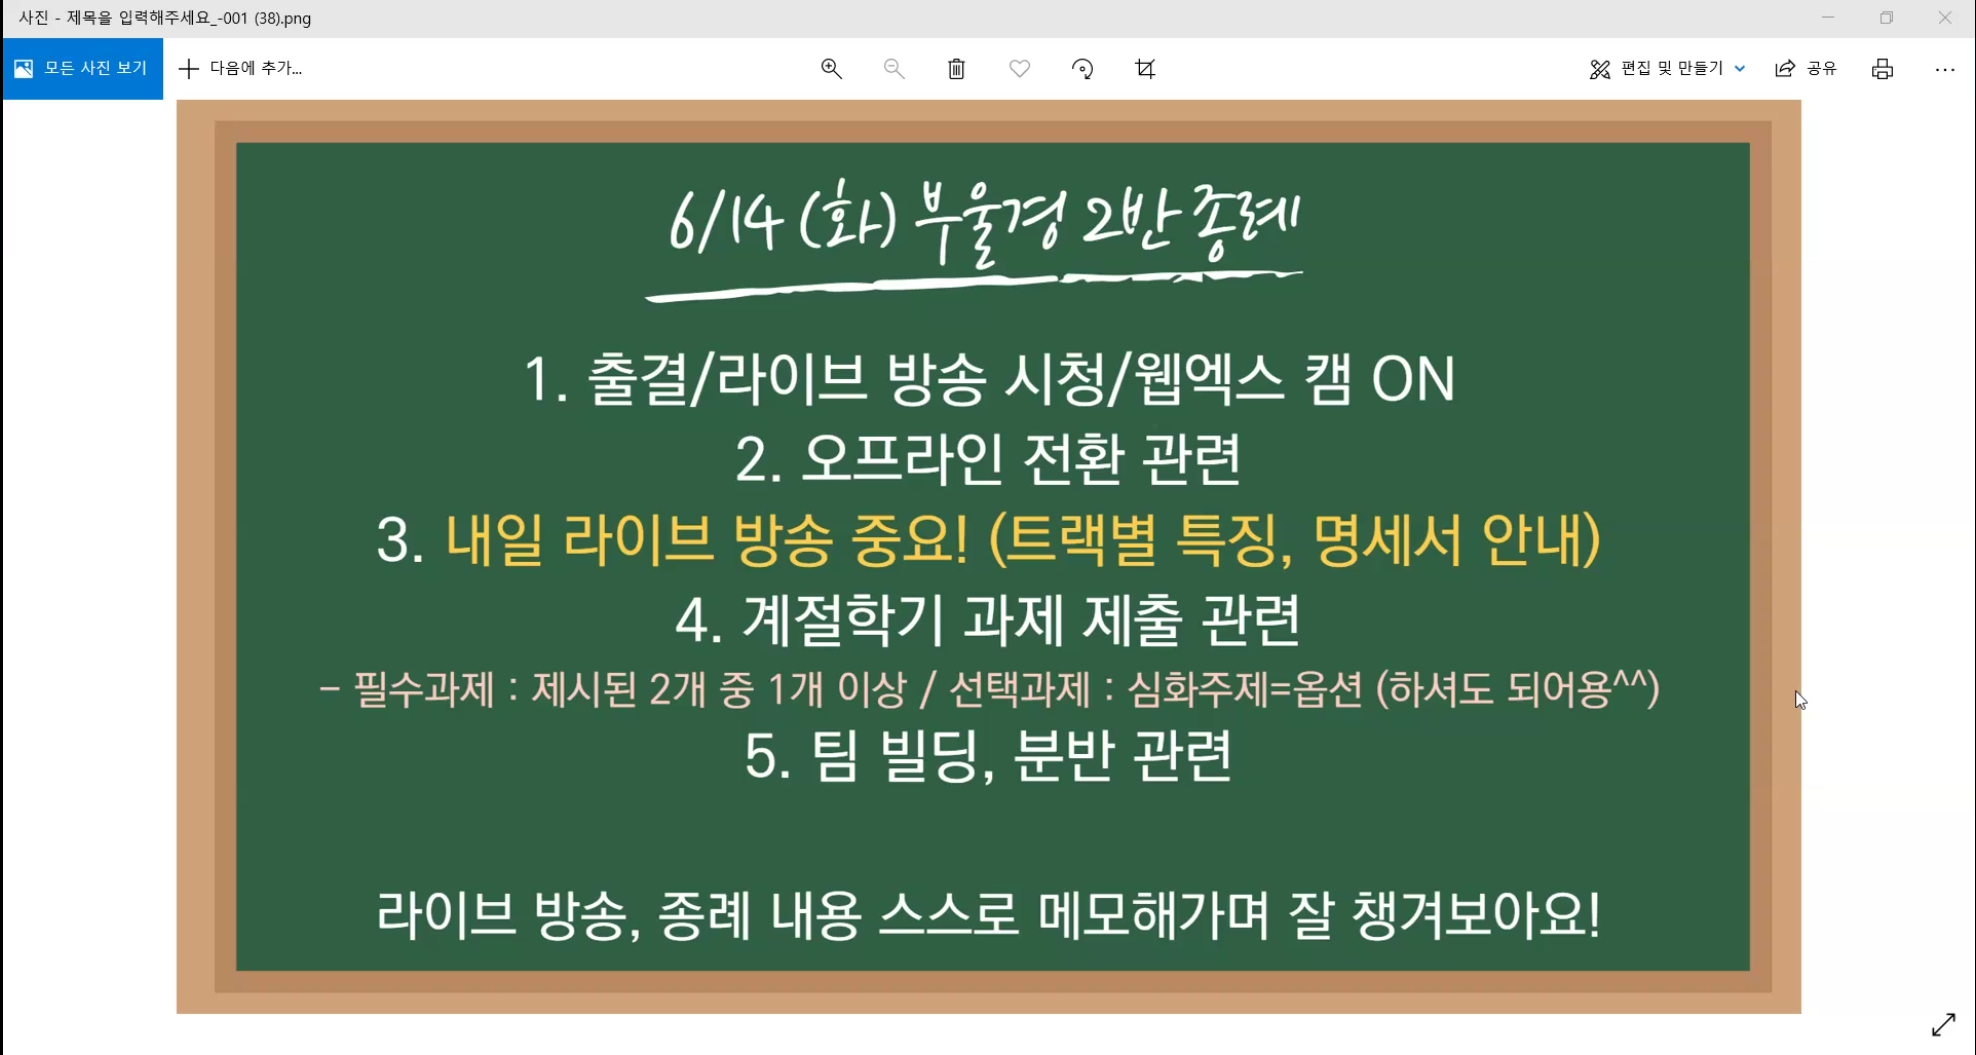 사진 - 제목을 입력해주세요_-001 (38).png
모든 사진 보기
다음에 추가...
편집 및 만들기
공유
6/14 (화) 부울경 2반 종례
1. 출결/라이브 방송 시청/웹엑스 캠 ON
2. 오프라인 전환 관련
3. 내일 라이브 방송 중요! (트랙별 특징, 명세서 안내)
4. 계절학기 과제 제출 관련
- 필수과제 : 제시된 2개 중 1개 이상 / 선택과제 : 심화주제=옵션 (하셔도 되어용^^)
5. 팀 빌딩, 분반 관련
라이브 방송, 종례 내용 스스로 메모해가며 잘 챙겨보아요!